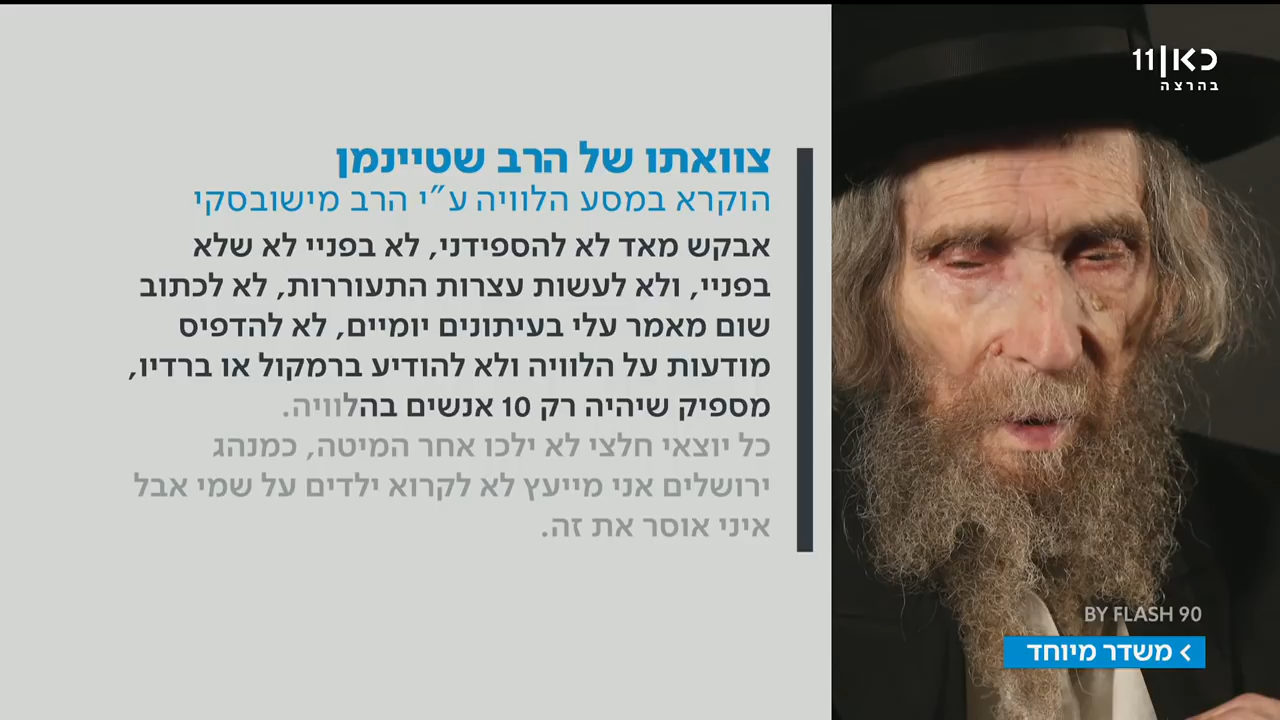 כאן 11
בהרצה
צוואתו של הרב שטיינמן
הוקרא במסע הלוויה ע״י הרב מישובסקי
אבקש מאד לא להספידני, לא בפניי לא שלא
בפניי, ולא לעשות עצרות התעוררות, לא לכתוב
שום מאמר עלי בעיתונים יומיים, לא להדפיס
מודעות על הלוויה ולא להודיע ברמקול או ברדיו,
מספיק שיהיה רק 10 אנשים בהלוויה.
כל יוצאי חלצי לא ילכו אחר המיטה, כמנהג
ירושלים אני מייעץ לא לקרוא ילדים על שמי אבל
איני אוסר את זה.
BY FLASH 90
משדר מיוחד >